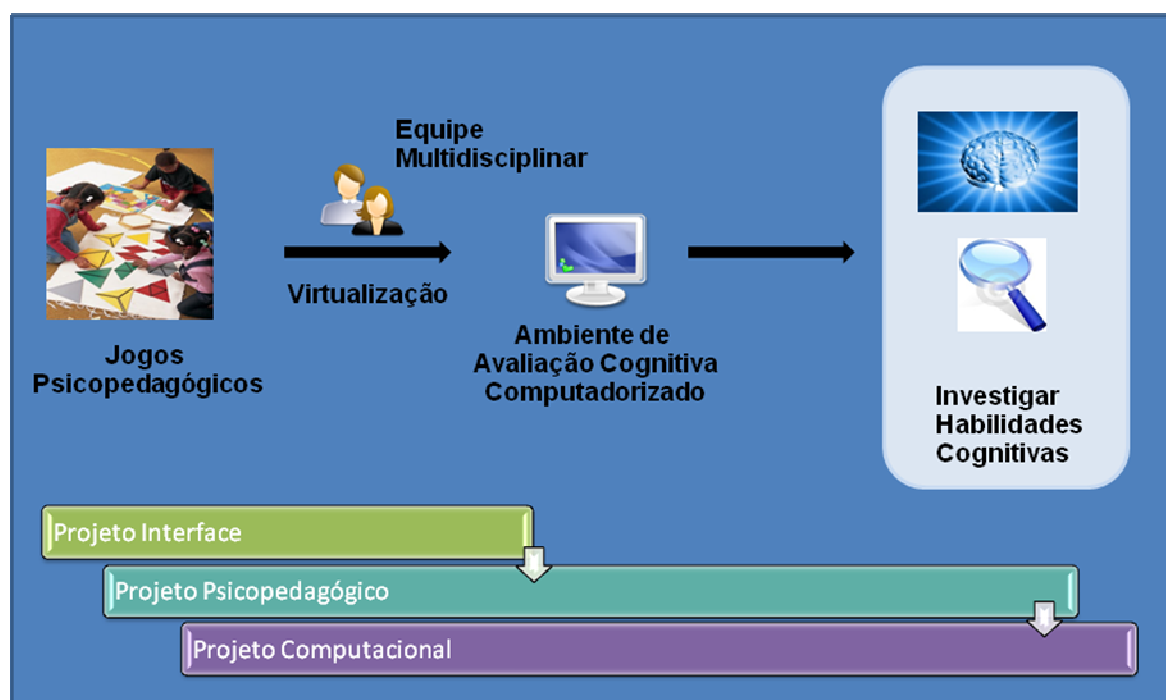 Equipe
Multidisciplinar
Virtualização
Jogos
Psicopedagógicos
Ambiente de
Avaliação Cognitiva
Computadorizado
Investigar
Habilidades
Cognitivas
Projeto Interface
Projeto Psicopedagógico
Projeto Computacional